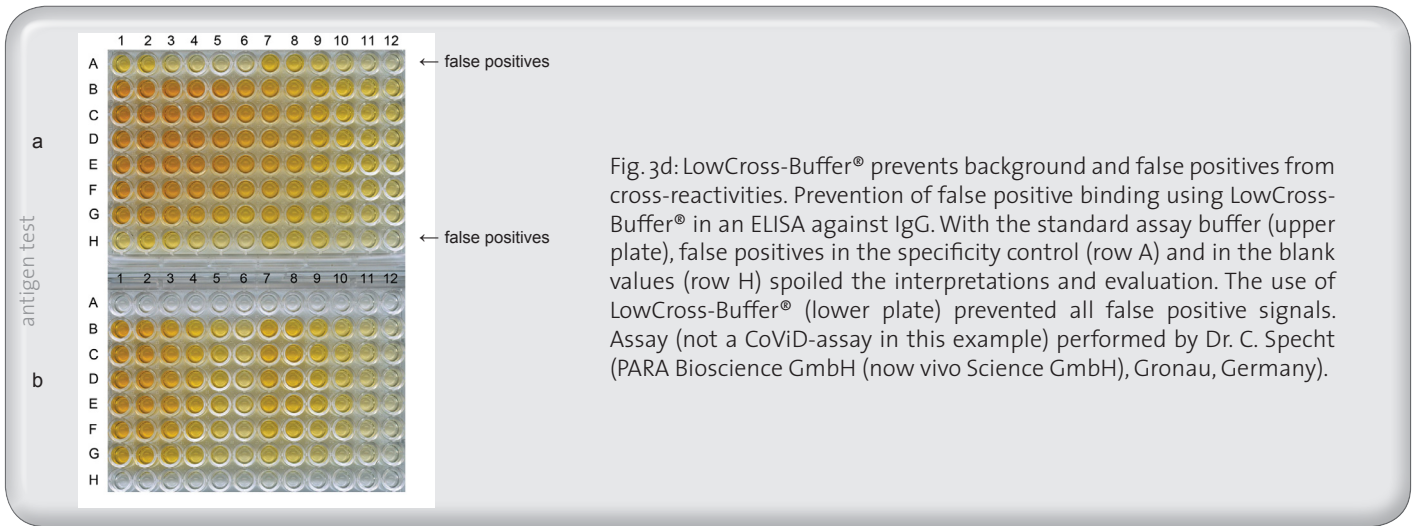 antigen test
a
1 2 3 4 5 6 7 8 9 10 11 12
A ← false positives
B
C
D
E
F
G
H ← false positives
b
1 2 3 4 5 6 7 8 9 10 11 12
A
B
C
D
E
F
G
H
Fig. 3d: LowCross-Buffer® prevents background and false positives from
cross-reactivities. Prevention of false positive binding using LowCross-
Buffer® in an ELISA against IgG. With the standard assay buffer (upper
plate), false positives in the specificity control (row A) and in the blank
values (row H) spoiled the interpretations and evaluation. The use of
LowCross-Buffer® (lower plate) prevented all false positive signals.
Assay (not a CoViD-assay in this example) performed by Dr. C. Specht
(PARA Bioscience GmbH (now vivo Science GmbH), Gronau, Germany).